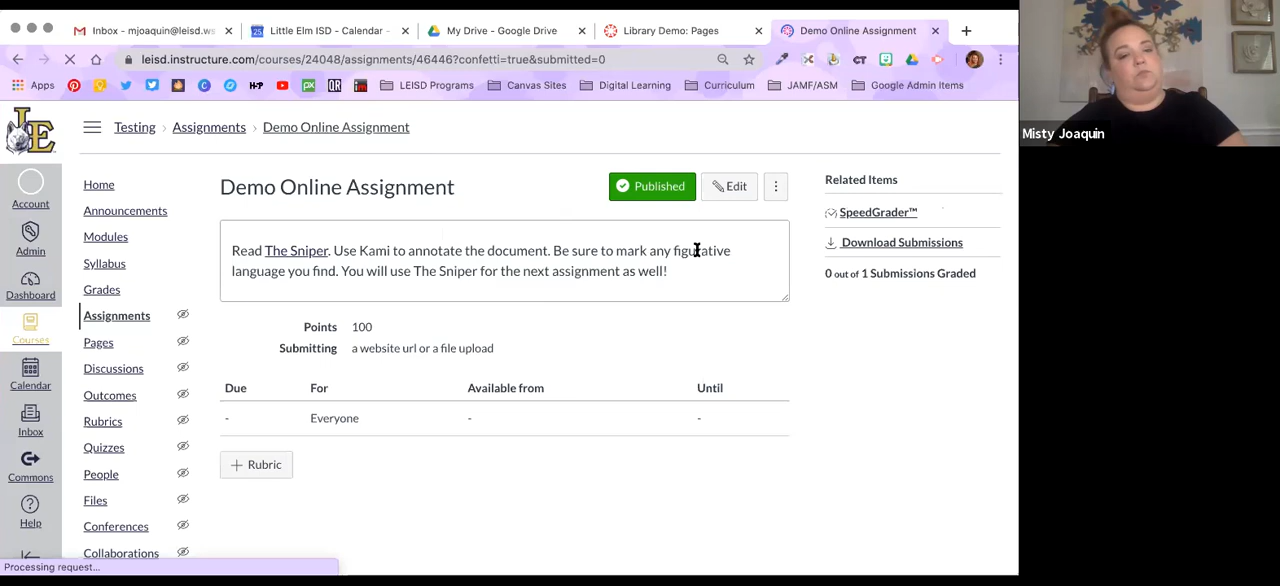 Inbox - mjoaquin@leisd.ws
Little Elm ISD - Calendar -
My Drive - Google Drive
Library Demo: Pages
Demo Online Assignment
leisd.instructure.com/courses/24048/assignments/46446?confetti=true&submitted=0
Apps
LEISD Programs
Canvas Sites
Digital Learning
Curriculum
JAMF/ASM
Google Admin Items
Misty Joaquin
LE
Testing > Assignments > Demo Online Assignment
Account
Admin
Dashboard
Courses
Calendar
Inbox
Commons
Help
Home
Announcements
Modules
Syllabus
Grades
Assignments
Pages
Discussions
Outcomes
Rubrics
Quizzes
People
Files
Conferences
Collaborations
Demo Online Assignment
Published
Edit
Read The Sniper. Use Kami to annotate the document. Be sure to mark any figurative
language you find. You will use The Sniper for the next assignment as well!
Points 100
Submitting a website url or a file upload
Due For Available from Until
- Everyone - -
+ Rubric
Related Items
SpeedGrader™
Download Submissions
0 out of 1 Submissions Graded
Processing request...